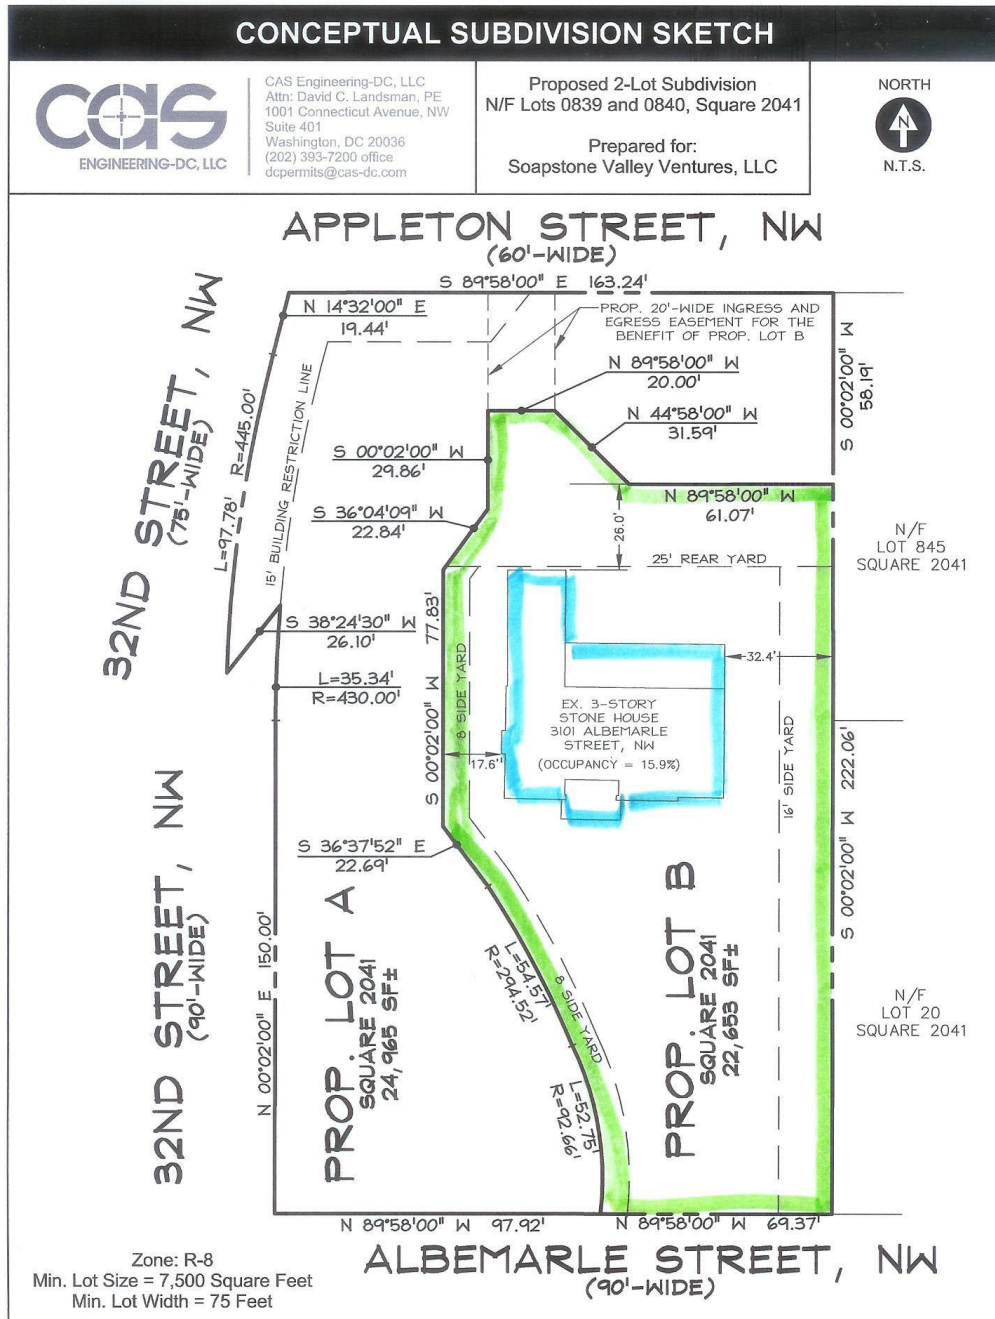 CONCEPTUAL SUBDIVISION SKETCH
CAS
ENGINEERING-DC, LLC
CAS Engineering-DC, LLC
Attn: David C. Landsman, PE
1001 Connecticut Avenue, NW
Suite 401
Washington, DC 20036
(202) 393-7200 office
dcpermits@cas-dc.com
Proposed 2-Lot Subdivision
N/F Lots 0839 and 0840, Square 2041
Prepared for:
Soapstone Valley Ventures, LLC
NORTH
N
N.T.S.
APPLETON STREET, NW
(60'-WIDE)
S 89°58'00" E 163.24'
N 14°32'00" E
19.44'
PROP. 20'-WIDE INGRESS AND
EGRESS EASEMENT FOR THE
BENEFIT OF PROP. LOT B
N 89°58'00" W
20.00'
N 44°58'00" W
31.59'
S 00°02'00" W
58.19'
32ND STREET, NW
(75'-WIDE)
L=97.78' R=445.00'
15' BUILDING RESTRICTION LINE
S 00°02'00" W
29.86'
S 36°04'09" W
22.84'
N 89°58'00" W
61.07'
26.0'
25' REAR YARD
N/F
LOT 845
SQUARE 2041
S 38°24'30" W
26.10'
L=35.34'
R=430.00'
S 00°02'00" W 77.83'
8' SIDE YARD
17.6'
32.4'
EX. 3-STORY
STONE HOUSE
3101 ALBEMARLE
STREET, NW
(OCCUPANCY = 15.9%)
16' SIDE YARD
S 00°02'00" W 222.06'
S 36°37'52" E
22.69'
32ND STREET, NW
(90'-WIDE)
N 00°02'00" E 150.00'
PROP. LOT A
SQUARE 2041
24,965 SF±
L=54.57'
R=294.52'
8' SIDE YARD
L=52.75'
R=92.66'
PROP. LOT B
SQUARE 2041
22,653 SF±
N/F
LOT 20
SQUARE 2041
N 89°58'00" W 97.92'
N 89°58'00" W 69.37'
ALBEMARLE STREET, NW
(90'-WIDE)
Zone: R-8
Min. Lot Size = 7,500 Square Feet
Min. Lot Width = 75 Feet